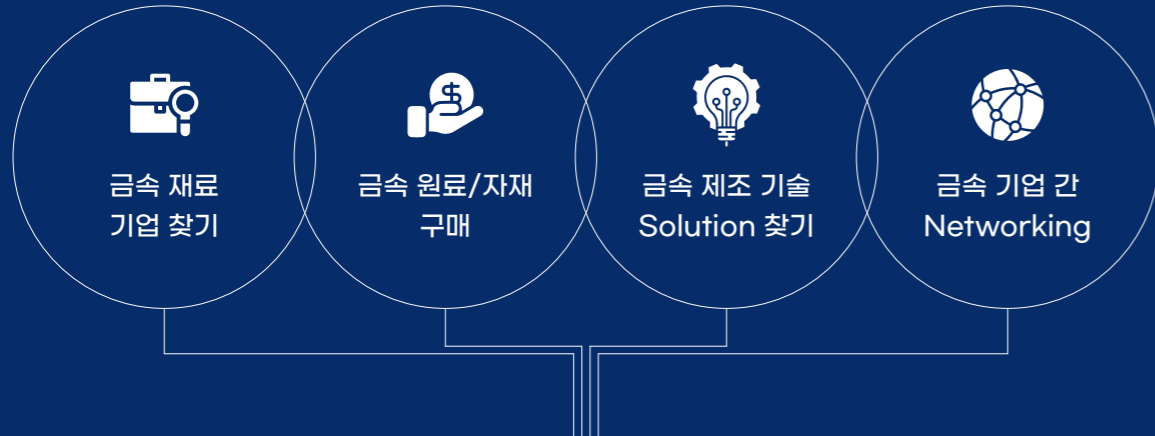 금속 재료
기업 찾기
금속 원료/자재
구매
금속 제조 기술
Solution 찾기
금속 기업 간
Networking